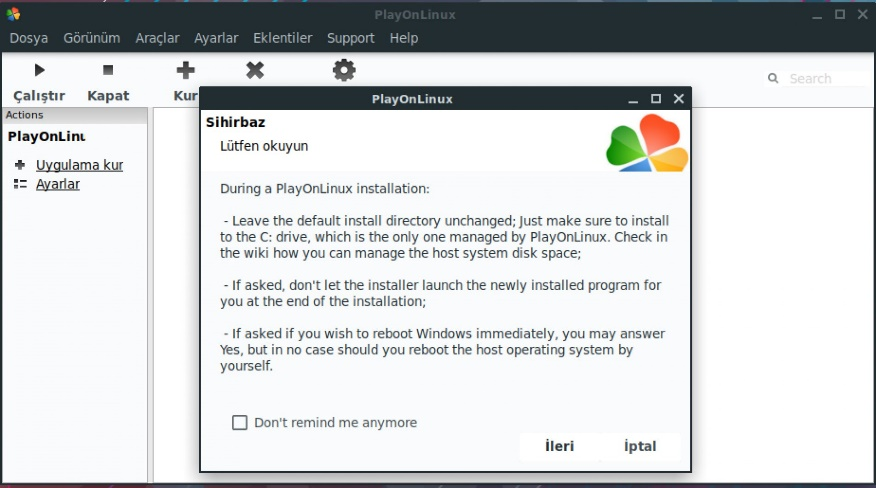 PlayOnLinux
Dosya Görünüm Araçlar Ayarlar Eklentiler Support Help
Search
Çalıştır Kapat Kur
Actions
PlayOnLinu
Uygulama kur
Ayarlar
PlayOnLinux
Sihirbaz
Lütfen okuyun
During a PlayOnLinux installation:
- Leave the default install directory unchanged; Just make sure to install
to the C: drive, which is the only one managed by PlayOnLinux. Check in
the wiki how you can manage the host system disk space;
- If asked, don't let the installer launch the newly installed program for
you at the end of the installation;
- If asked if you wish to reboot Windows immediately, you may answer
Yes, but in no case should you reboot the host operating system by
yourself.
Don't remind me anymore
İleri İptal